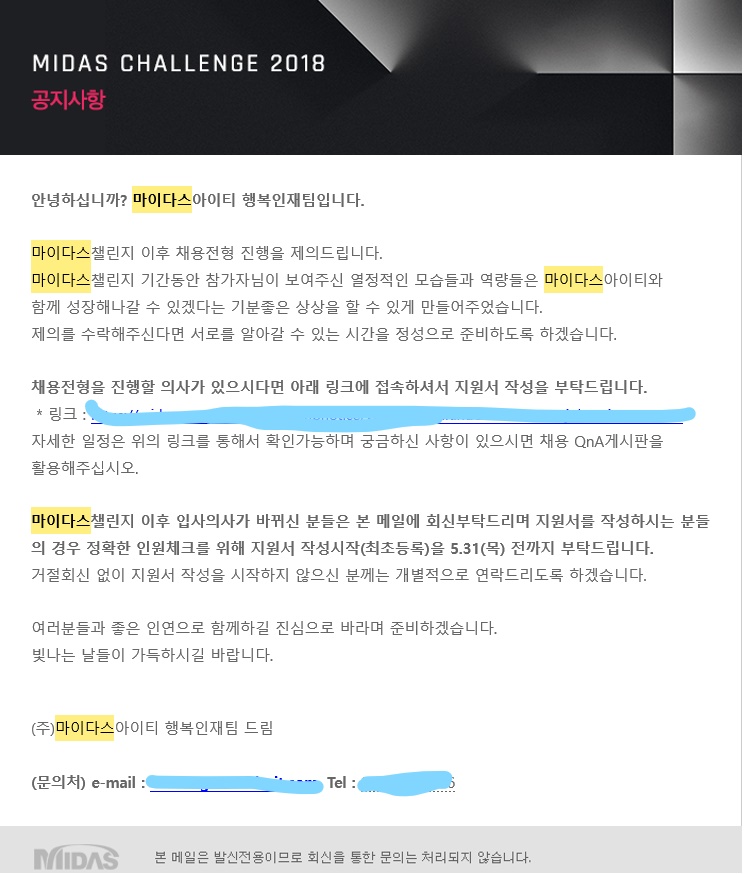 MIDAS CHALLENGE 2018
공지사항
안녕하십니까? 마이다스아이티 행복인재팀입니다.
마이다스챌린지 이후 채용전형 진행을 제의드립니다.
마이다스챌린지 기간동안 참가자님이 보여주신 열정적인 모습들과 역량들은 마이다스아이티와
함께 성장해나갈 수 있겠다는 기분좋은 상상을 할 수 있게 만들어주었습니다.
제의를 수락해주신다면 서로를 알아갈 수 있는 시간을 정성으로 준비하도록 하겠습니다.
채용전형을 진행할 의사가 있으시다면 아래 링크에 접속하셔서 지원서 작성을 부탁드립니다.
* 링크 :
자세한 일정은 위의 링크를 통해서 확인가능하며 궁금하신 사항이 있으시면 채용 QnA게시판을
활용해주십시오.
마이다스챌린지 이후 입사의사가 바뀌신 분들은 본 메일에 회신부탁드리며 지원서를 작성하시는 분들
의 경우 정확한 인원체크를 위해 지원서 작성시작(최초등록)을 5.31(목) 전까지 부탁드립니다.
거절회신 없이 지원서 작성을 시작하지 않으신 분께는 개별적으로 연락드리도록 하겠습니다.
여러분들과 좋은 인연으로 함께하길 진심으로 바라며 준비하겠습니다.
빛나는 날들이 가득하시길 바랍니다.
(주)마이다스아이티 행복인재팀 드림
(문의처) e-mail : Tel :
MIDAS 본 메일은 발신전용이므로 회신을 통한 문의는 처리되지 않습니다.